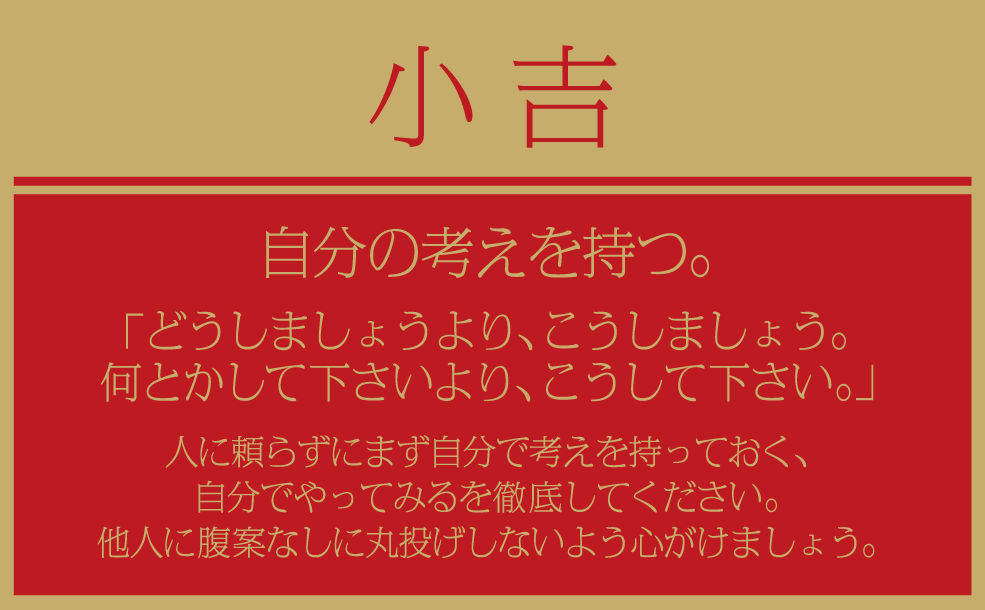 小吉
自分の考えを持つ。
「どうしましょうより、こうしましょう。
何とかして下さいより、こうして下さい。」
人に頼らずにまず自分で考えを持っておく、
自分でやってみるを徹底してください。
他人に腹案なしに丸投げしないよう心がけましょう。